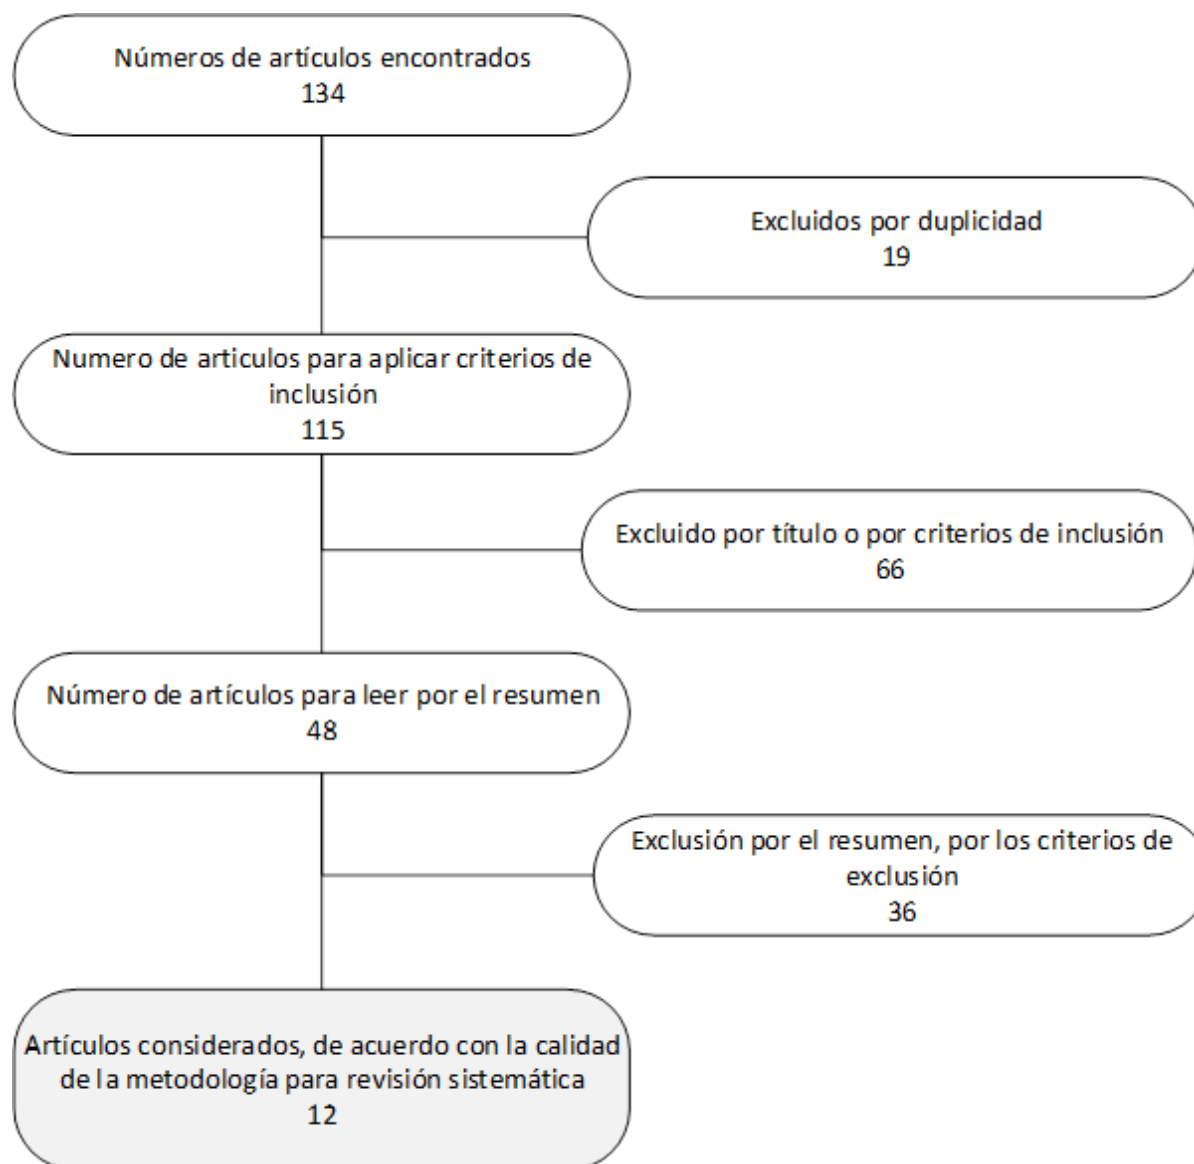 Números de artículos encontrados
134
Excluidos por duplicidad
19
Numero de articulos para aplicar criterios de
inclusión
115
Excluido por título o por criterios de inclusión
66
Número de artículos para leer por el resumen
48
Exclusión por el resumen, por los criterios de
exclusión
36
Artículos considerados, de acuerdo con la calidad
de la metodología para revisión sistemática
12